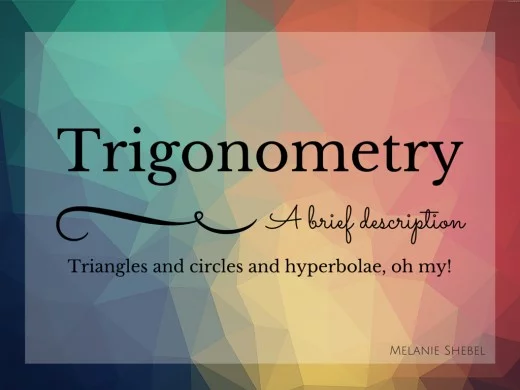 Trigonometry
A brief description
Triangles and circles and hyperbolae, oh my!
Melanie Shebel